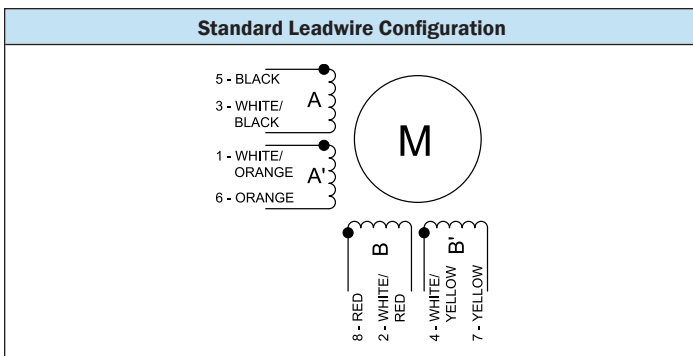 Standard Leadwire Configuration
5 - BLACK
3 - WHITE/
BLACK
A
1 - WHITE/
ORANGE
A'
6 - ORANGE
M
B
B'
8 - RED
2 - WHITE/
RED
4 - WHITE/
YELLOW
7 - YELLOW